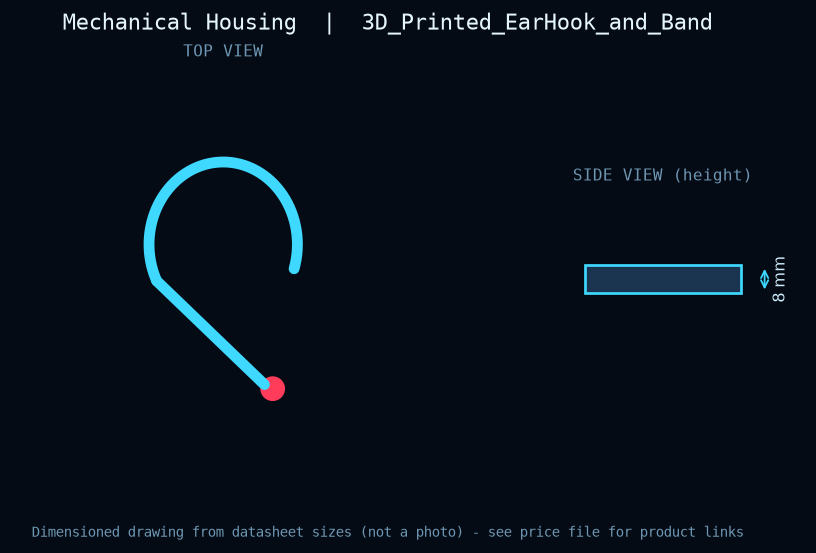 Mechanical Housing | 3D_Printed_EarHook_and_Band
TOP VIEW
SIDE VIEW (height)
8 mm
Dimensioned drawing from datasheet sizes (not a photo) - see price file for product links